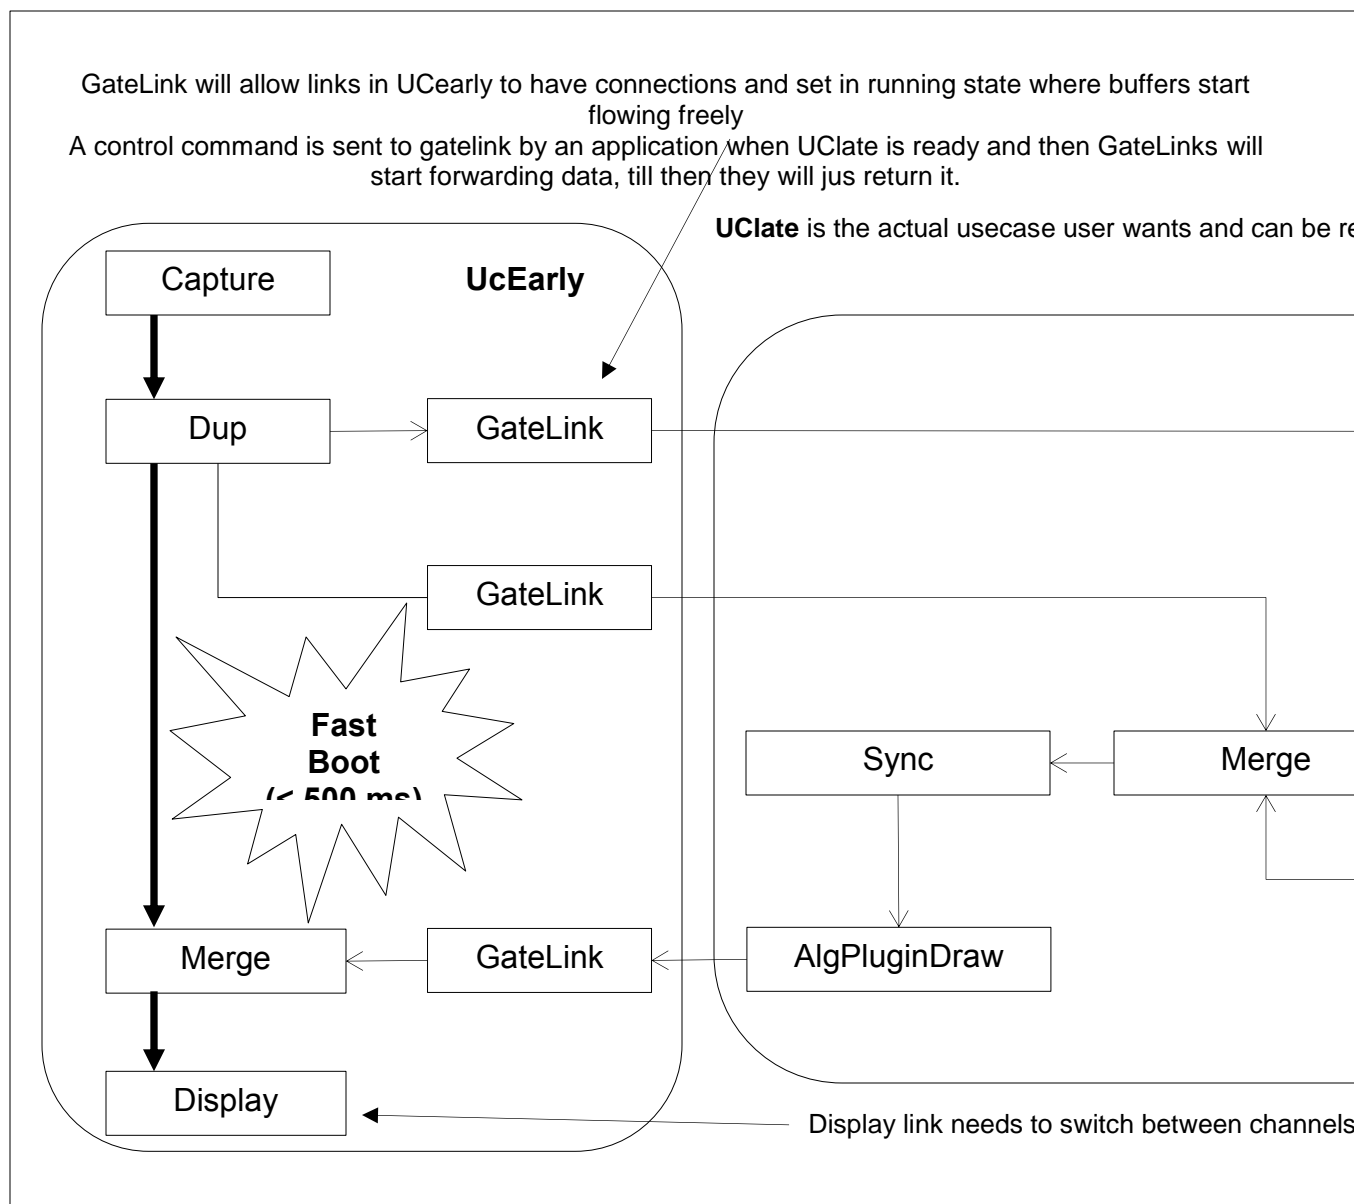 GateLink will allow links in UCearly to have connections and set in running state where buffers start
flowing freely
A control command is sent to gatelink by an application when UClate is ready and then GateLinks will
start forwarding data, till then they will jus return it.
UClate is the actual usecase user wants and can be re
Capture
UcEarly
Dup
GateLink
GateLink
Fast
Boot
(< 500 ms)
Sync
Merge
Merge
GateLink
AlgPluginDraw
Display
Display link needs to switch between channels